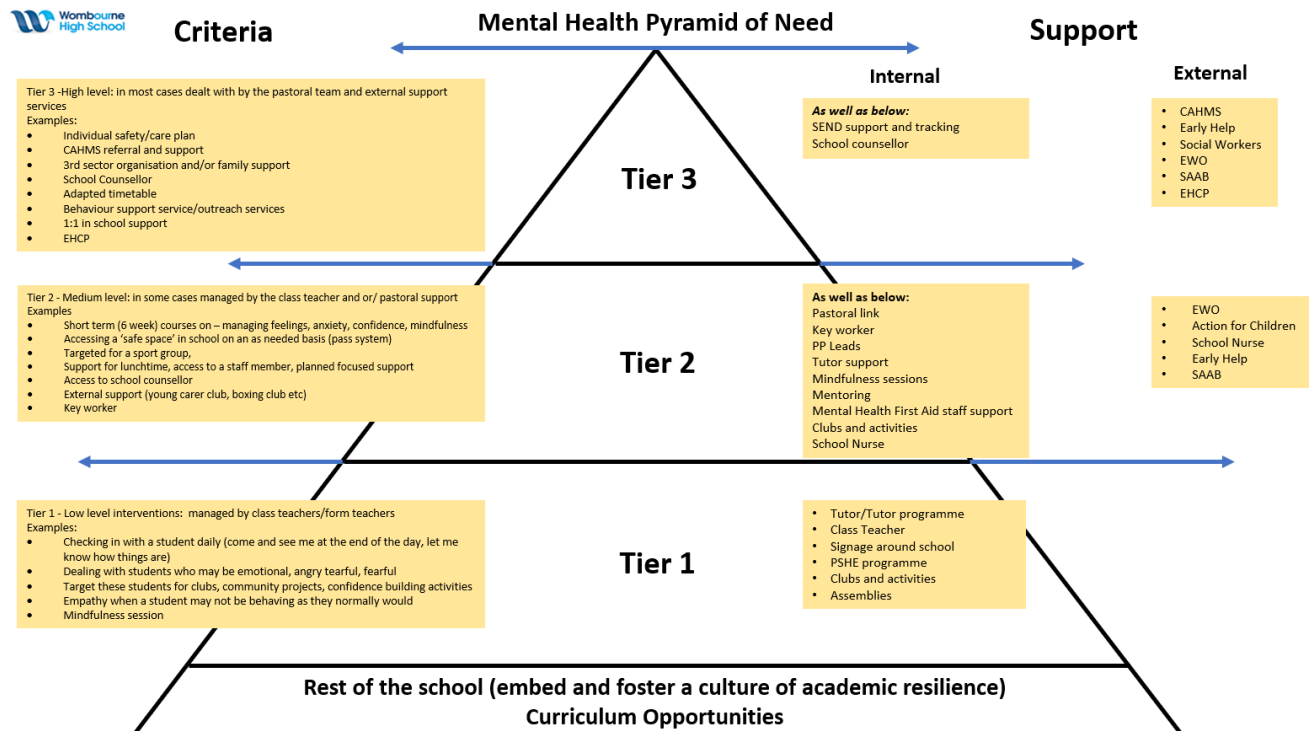 Wombourne
High School
Criteria
Mental Health Pyramid of Need
Support
Internal
External
Tier 3 -High level: in most cases dealt with by the pastoral team and external support
services
Examples:
• Individual safety/care plan
• CAHMS referral and support
• 3rd sector organisation and/or family support
• School Counsellor
• Adapted timetable
• Behaviour support service/outreach services
• 1:1 in school support
• EHCP
Tier 3
As well as below:
SEND support and tracking
School counsellor
• CAHMS
• Early Help
• Social Workers
• EWO
• SAAB
• EHCP
Tier 2 - Medium level: in some cases managed by the class teacher and or/ pastoral support
Examples
• Short term (6 week) courses on – managing feelings, anxiety, confidence, mindfulness
• Accessing a ‘safe space’ in school on an as needed basis (pass system)
• Targeted for a sport group,
• Support for lunchtime, access to a staff member, planned focused support
• Access to school counsellor
• External support (young carer club, boxing club etc)
• Key worker
Tier 2
As well as below:
Pastoral link
Key worker
PP Leads
Tutor support
Mindfulness sessions
Mentoring
Mental Health First Aid staff support
Clubs and activities
School Nurse
• EWO
• Action for Children
• School Nurse
• Early Help
• SAAB
Tier 1 - Low level interventions: managed by class teachers/form teachers
Examples:
• Checking in with a student daily (come and see me at the end of the day, let me
know how things are)
• Dealing with students who may be emotional, angry tearful, fearful
• Target these students for clubs, community projects, confidence building activities
• Empathy when a student may not be behaving as they normally would
• Mindfulness session
Tier 1
• Tutor/Tutor programme
• Class Teacher
• Signage around school
• PSHE programme
• Clubs and activities
• Assemblies
Rest of the school (embed and foster a culture of academic resilience)
Curriculum Opportunities